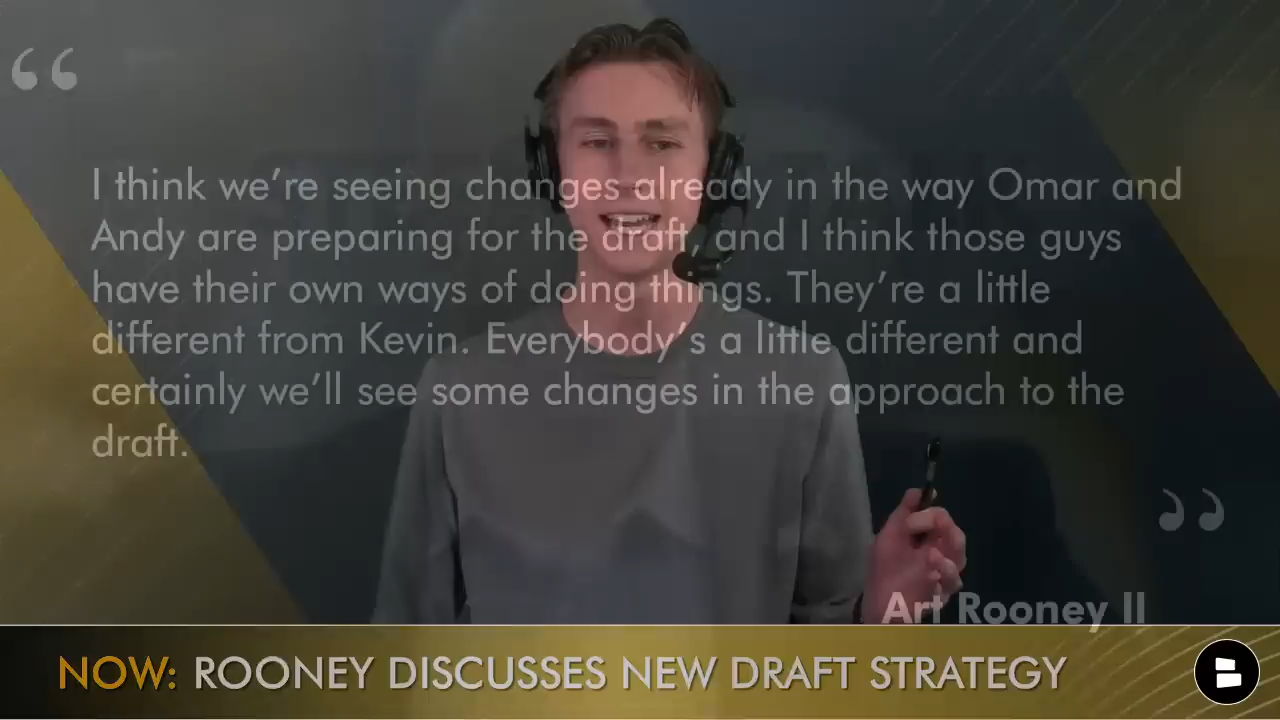 “
I think we’re seeing changes already in the way Omar and
Andy are preparing for the draft, and I think those guys
have their own ways of doing things. They’re a little
different from Kevin. Everybody’s a little different and
certainly we’ll see some changes in the approach to the
draft.
”
Art Rooney II
NOW: ROONEY DISCUSSES NEW DRAFT STRATEGY